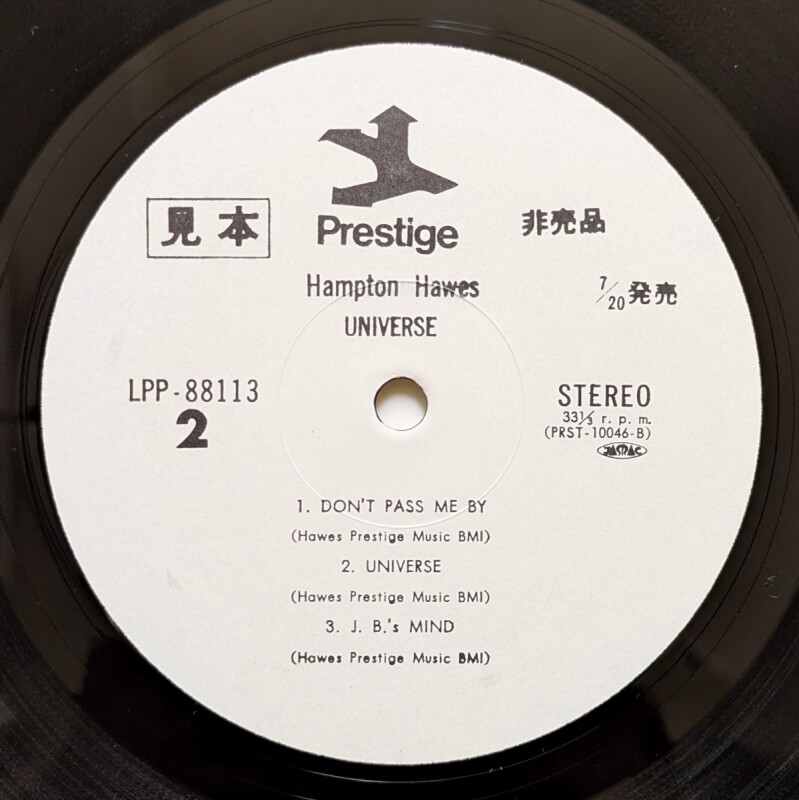 見本
Prestige
非売品
Hampton Hawes
7/20発売
UNIVERSE
LPP-88113
2
STEREO
33⅓ r. p. m.
(PRST-10046-B)
JASRAC
1. DON'T PASS ME BY
(Hawes Prestige Music BMI)
2. UNIVERSE
(Hawes Prestige Music BMI)
3. J. B.'s MIND
(Hawes Prestige Music BMI)